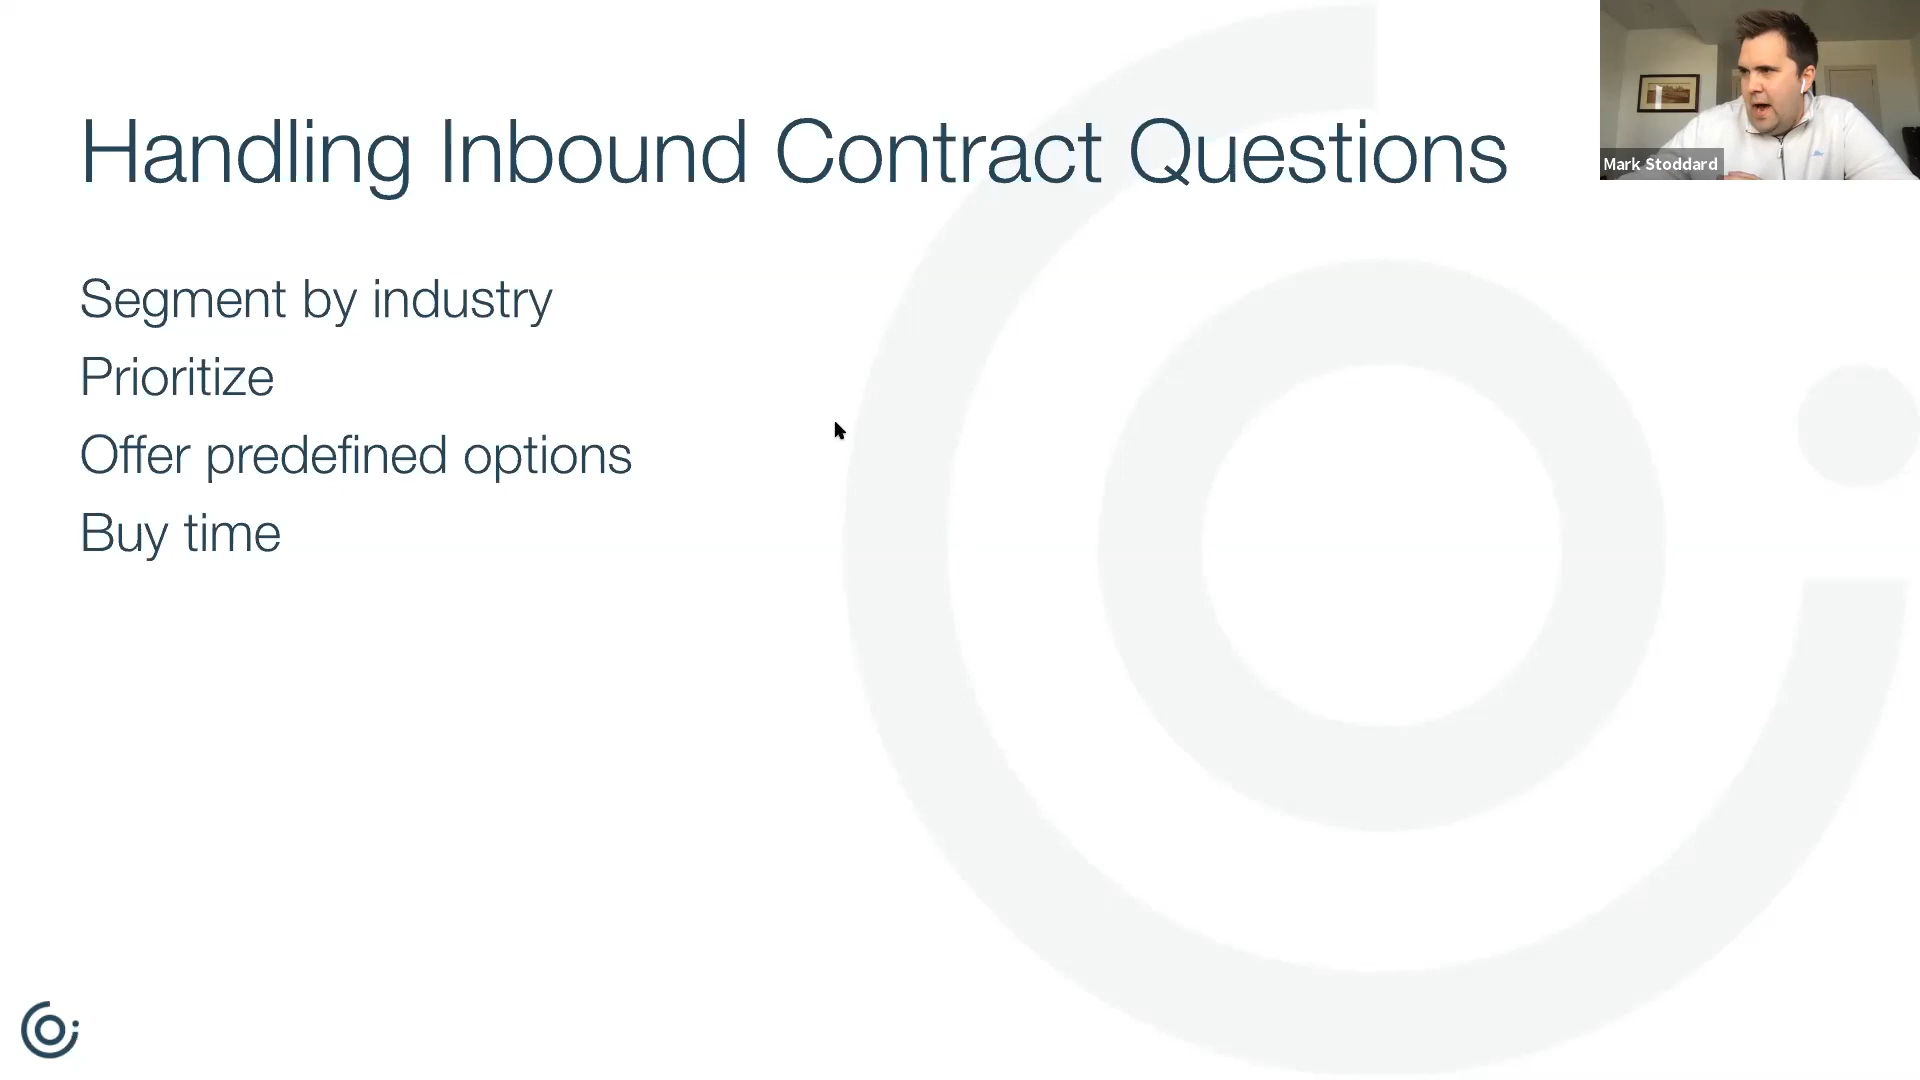 Handling Inbound Contract Questions
Segment by industry
Prioritize
Offer predefined options
Buy time
Mark Stoddard